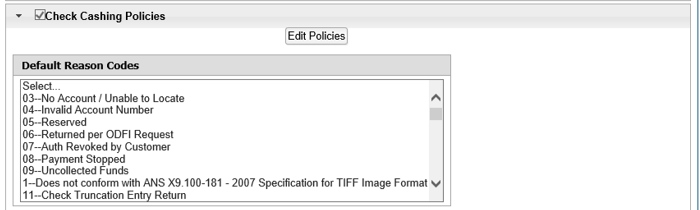 Check Cashing Policies
Edit Policies
Default Reason Codes
Select...
03--No Account / Unable to Locate
04--Invalid Account Number
05--Reserved
06--Returned per ODFI Request
07--Auth Revoked by Customer
08--Payment Stopped
09--Uncollected Funds
1--Does not conform with ANS X9.100-181 - 2007 Specification for TIFF Image Format
11--Check Truncation Entry Return